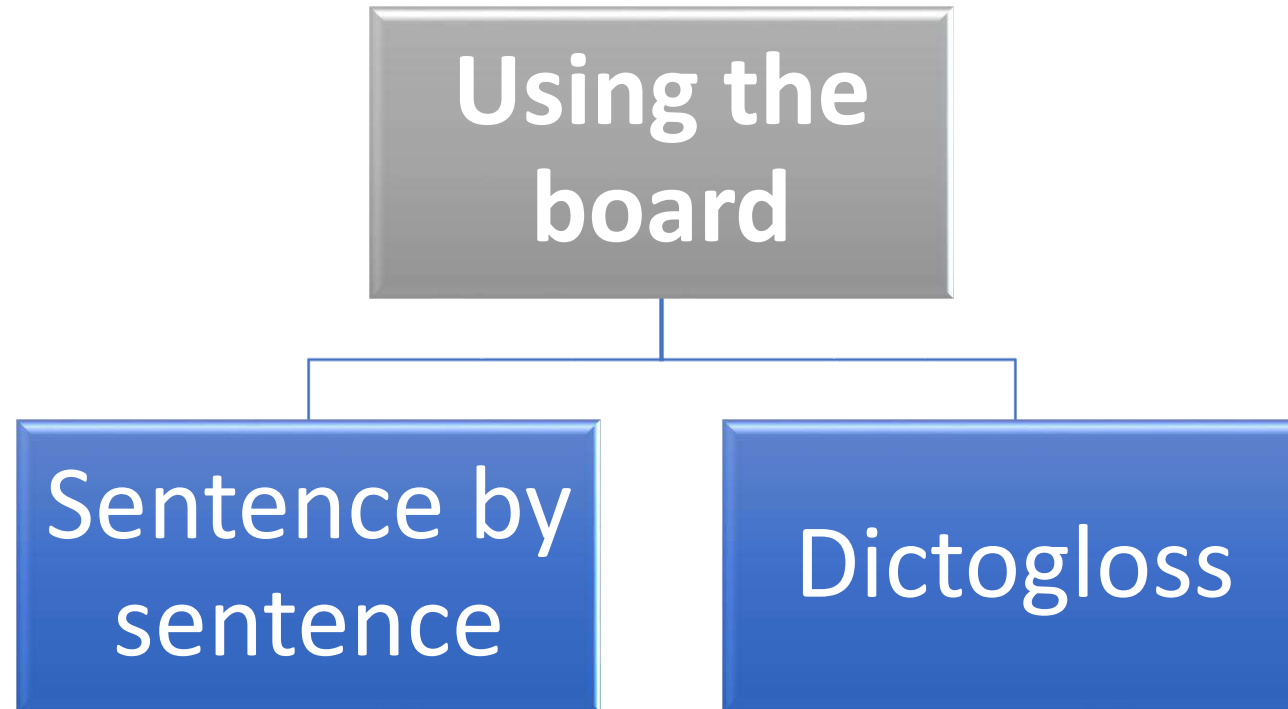 Using the
board
Sentence by
sentence
Dictogloss